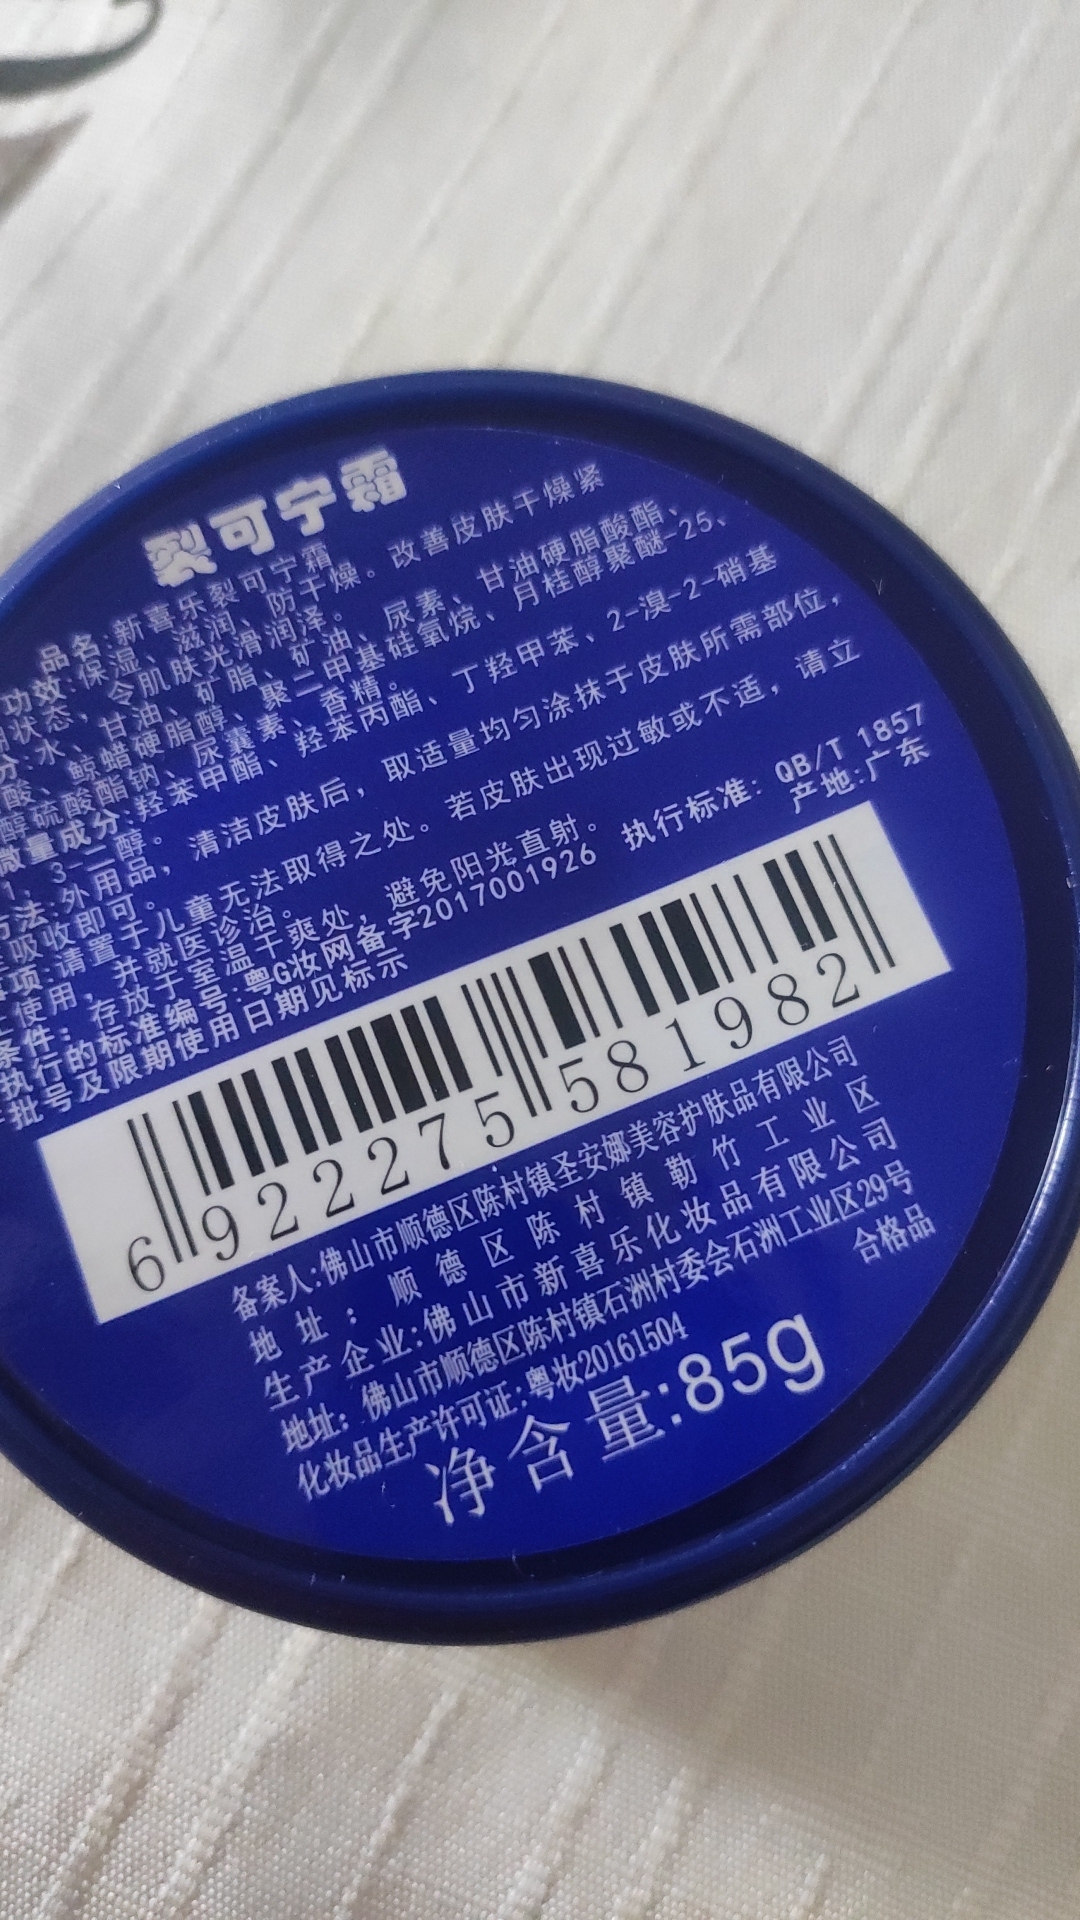 裂可宁霜
品名:新喜乐裂可宁霜
功效:保湿、滋润、防干燥。改善皮肤干燥紧
状态、令肌肤光滑润泽。
水、甘油、矿脂、矿油、尿素、甘油硬脂酸酯、
酸、鲸蜡硬脂醇、聚二甲基硅氧烷、月桂醇聚醚-25、
醇硫酸酯钠、尿囊素、香精。
微量成分:羟苯甲酯、羟苯丙酯、丁羟甲苯、2-溴-2-硝基
1，3-二醇。
方法:外用品，清洁皮肤后，取适量均匀涂抹于皮肤所需部位，
吸收即可。
事项:请置于儿童无法取得之处。若皮肤出现过敏或不适，请立
使用，并就医诊治。
条件:存放于室温干爽处，避免阳光直射。
执行的标准编号:粤G妆网备字2017001926 执行标准: QB/T 1857
批号及限期使用日期见标示 产地:广东
6 922275 581982
备案人:佛山市顺德区陈村镇圣安娜美容护肤品有限公司
地址:顺德区陈村镇勒竹工业区
生产企业:佛山市新喜乐化妆品有限公司
地址:佛山市顺德区陈村镇石洲村委会石洲工业区29号
化妆品生产许可证:粤妆20161504 合格品
净含量:85g